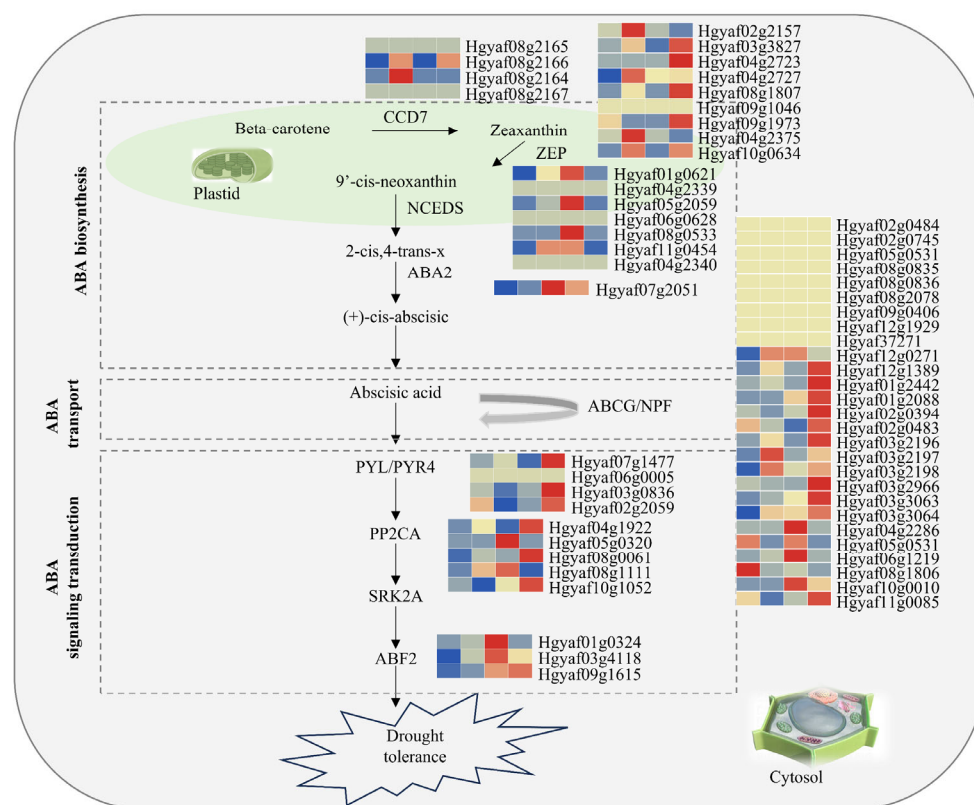 Hgyaf08g2165
Hgyaf08g2166
Hgyaf08g2164
Hgyaf08g2167
Hgyaf02g2157
Hgyaf03g3827
Hgyaf04g2723
Hgyaf04g2727
Hgyaf08g1807
Hgyaf09g1046
Hgyaf09g1973
Hgyaf04g2375
Hgyaf10g0634
ABA biosynthesis
Beta-carotene
CCD7
Zeaxanthin
ZEP
Plastid
9’-cis-neoxanthin
NCEDS
2-cis,4-trans-x
ABA2
(+)-cis-abscisic
Hgyaf01g0621
Hgyaf04g2339
Hgyaf05g2059
Hgyaf06g0628
Hgyaf08g0533
Hgyaf11g0454
Hgyaf04g2340
Hgyaf07g2051
ABA
transport
Abscisic acid
ABCG/NPF
Hgyaf02g0484
Hgyaf02g0745
Hgyaf05g0531
Hgyaf08g0835
Hgyaf08g0836
Hgyaf08g2078
Hgyaf09g0406
Hgyaf12g1929
Hgyaf37271
Hgyaf12g0271
Hgyaf12g1389
Hgyaf01g2442
Hgyaf01g2088
Hgyaf02g0394
Hgyaf02g0483
Hgyaf03g2196
Hgyaf03g2197
Hgyaf03g2198
Hgyaf03g2966
Hgyaf03g3063
Hgyaf03g3064
Hgyaf04g2286
Hgyaf05g0531
Hgyaf06g1219
Hgyaf08g1806
Hgyaf10g0010
Hgyaf11g0085
ABA
signaling transduction
PYL/PYR4
Hgyaf07g1477
Hgyaf06g0005
Hgyaf03g0836
Hgyaf02g2059
PP2CA
Hgyaf04g1922
Hgyaf05g0320
Hgyaf08g0061
Hgyaf08g1111
Hgyaf10g1052
SRK2A
ABF2
Hgyaf01g0324
Hgyaf03g4118
Hgyaf09g1615
Drought
tolerance
Cytosol